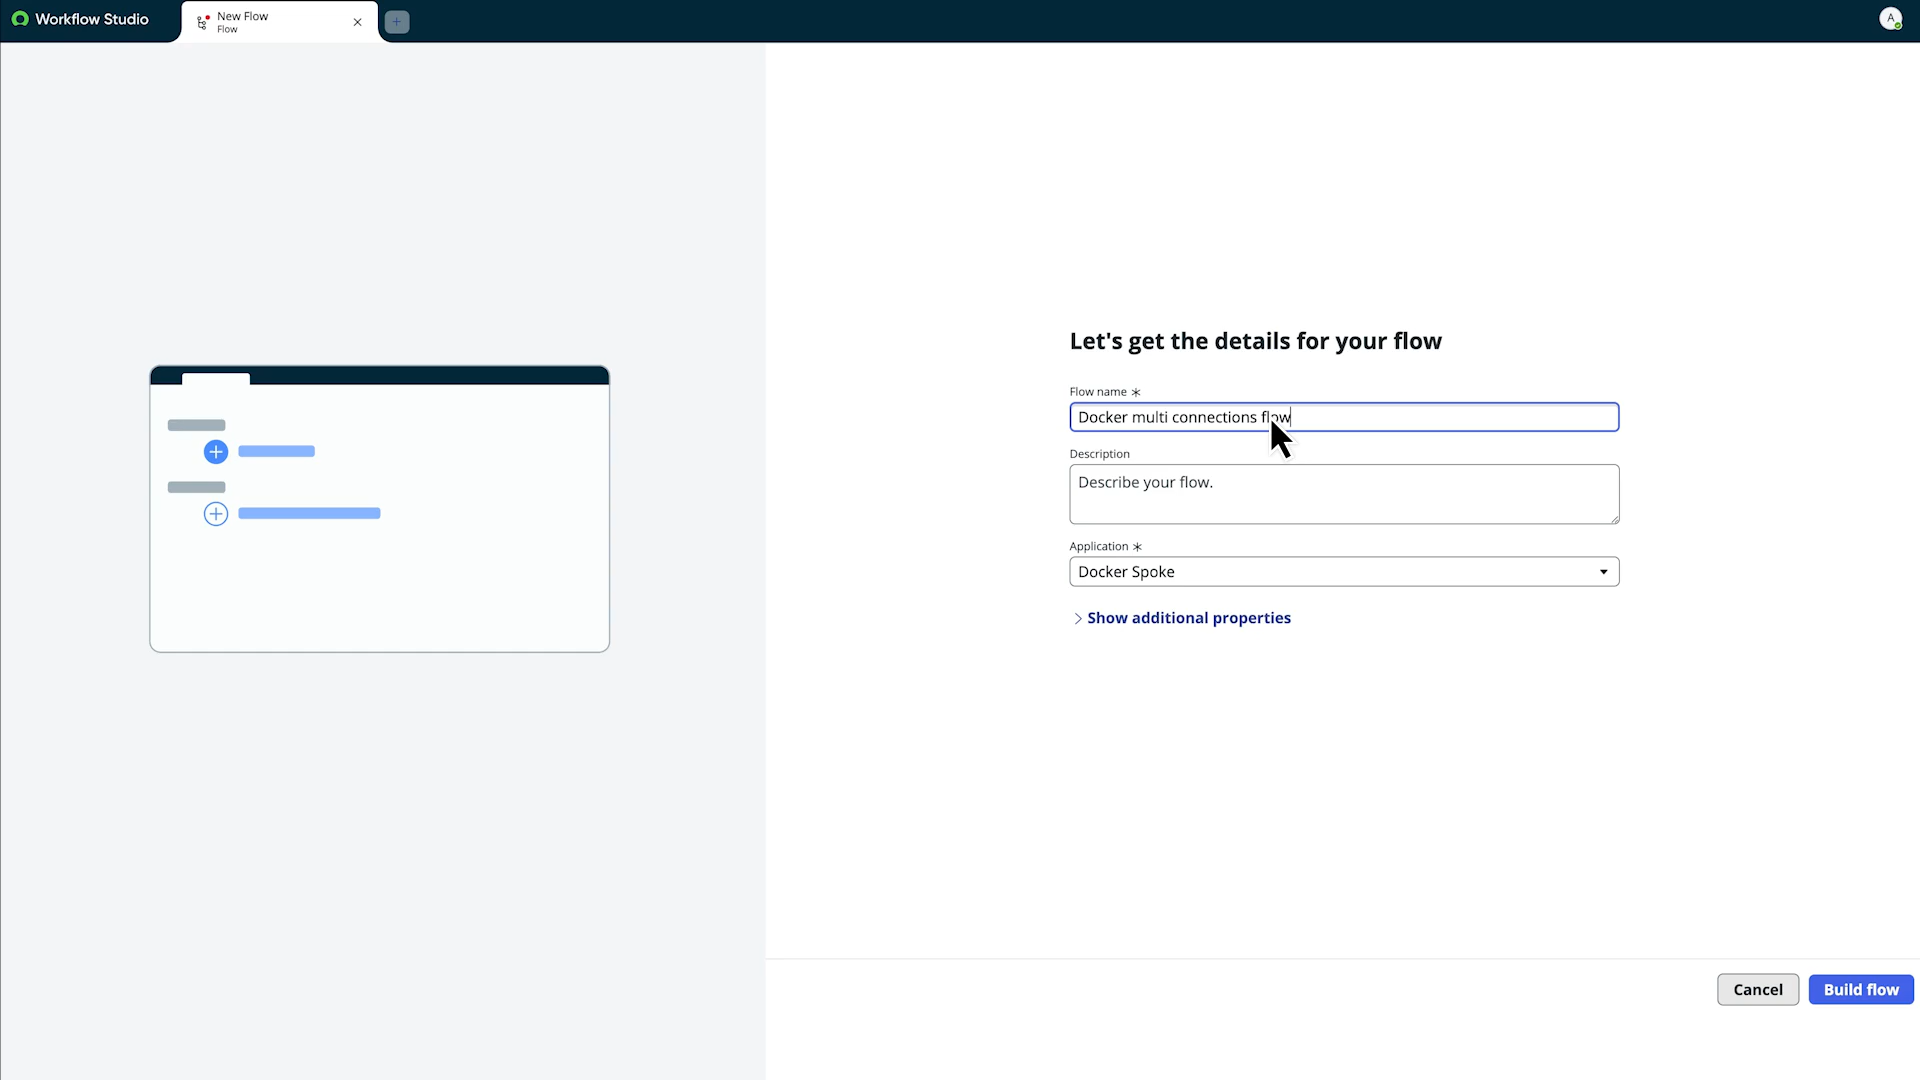 Workflow Studio
New Flow
Flow
A
Let's get the details for your flow
Flow name *
Docker multi connections flow
Description
Describe your flow.
Application *
Docker Spoke
Show additional properties
Cancel
Build flow